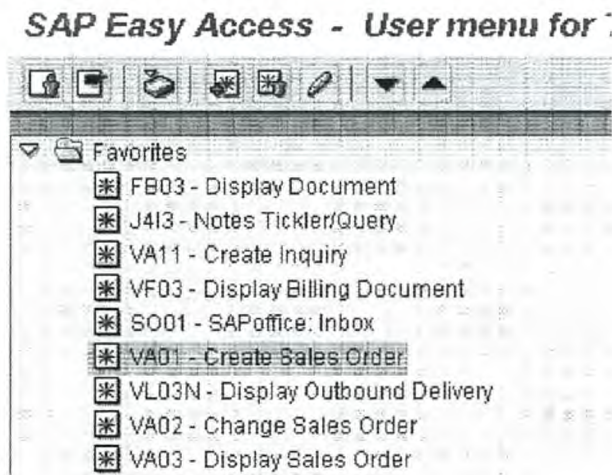 SAP Easy Access - User menu for
Favorites
FB03 - Display Document
J4I3 - Notes Tickler/Query
VA11 - Create Inquiry
VF03 - Display Billing Document
SO01 - SAPoffice: Inbox
VA01 - Create Sales Order
VL03N - Display Outbound Delivery
VA02 - Change Sales Order
VA03 - Display Sales Order